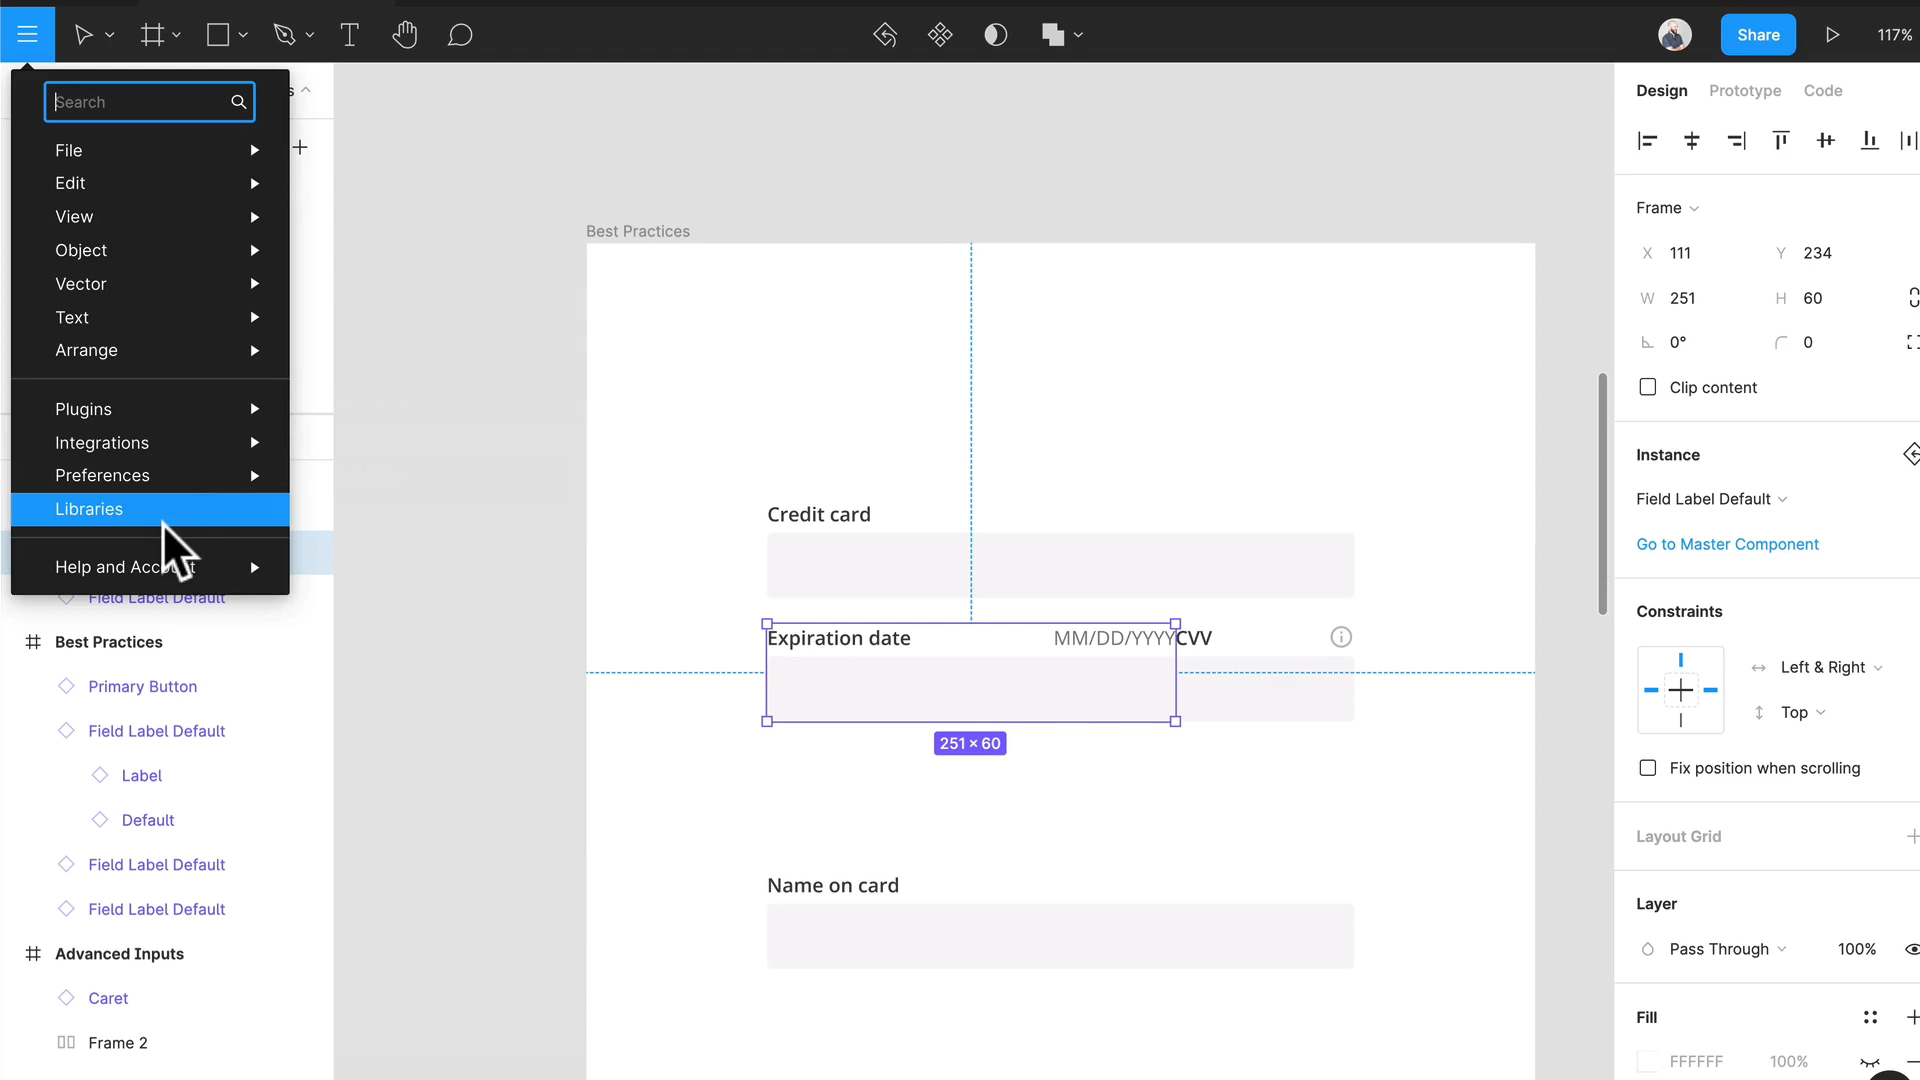 Share
117%
Search
s
File
Edit
View
Object
Vector
Text
Arrange
Plugins
Integrations
Preferences
Libraries
Help and Account
Field Label Default
Best Practices
Primary Button
Field Label Default
Label
Default
Field Label Default
Field Label Default
Advanced Inputs
Caret
Frame 2
Best Practices
Credit card
Expiration date MM/DD/YYYY CVV
251 × 60
Name on card
Design Prototype Code
Frame
X 111 Y 234
W 251 H 60
0° 0
Clip content
Instance
Field Label Default
Go to Master Component
Constraints
Left & Right
Top
Fix position when scrolling
Layout Grid
Layer
Pass Through 100%
Fill
FFFFFF 100%